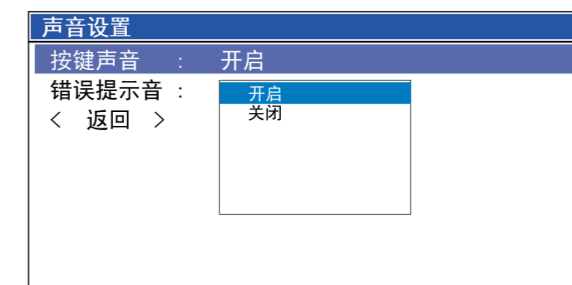 声音设置
按键声音 : 开启
错误提示音 :
开启
关闭
< 返回 >